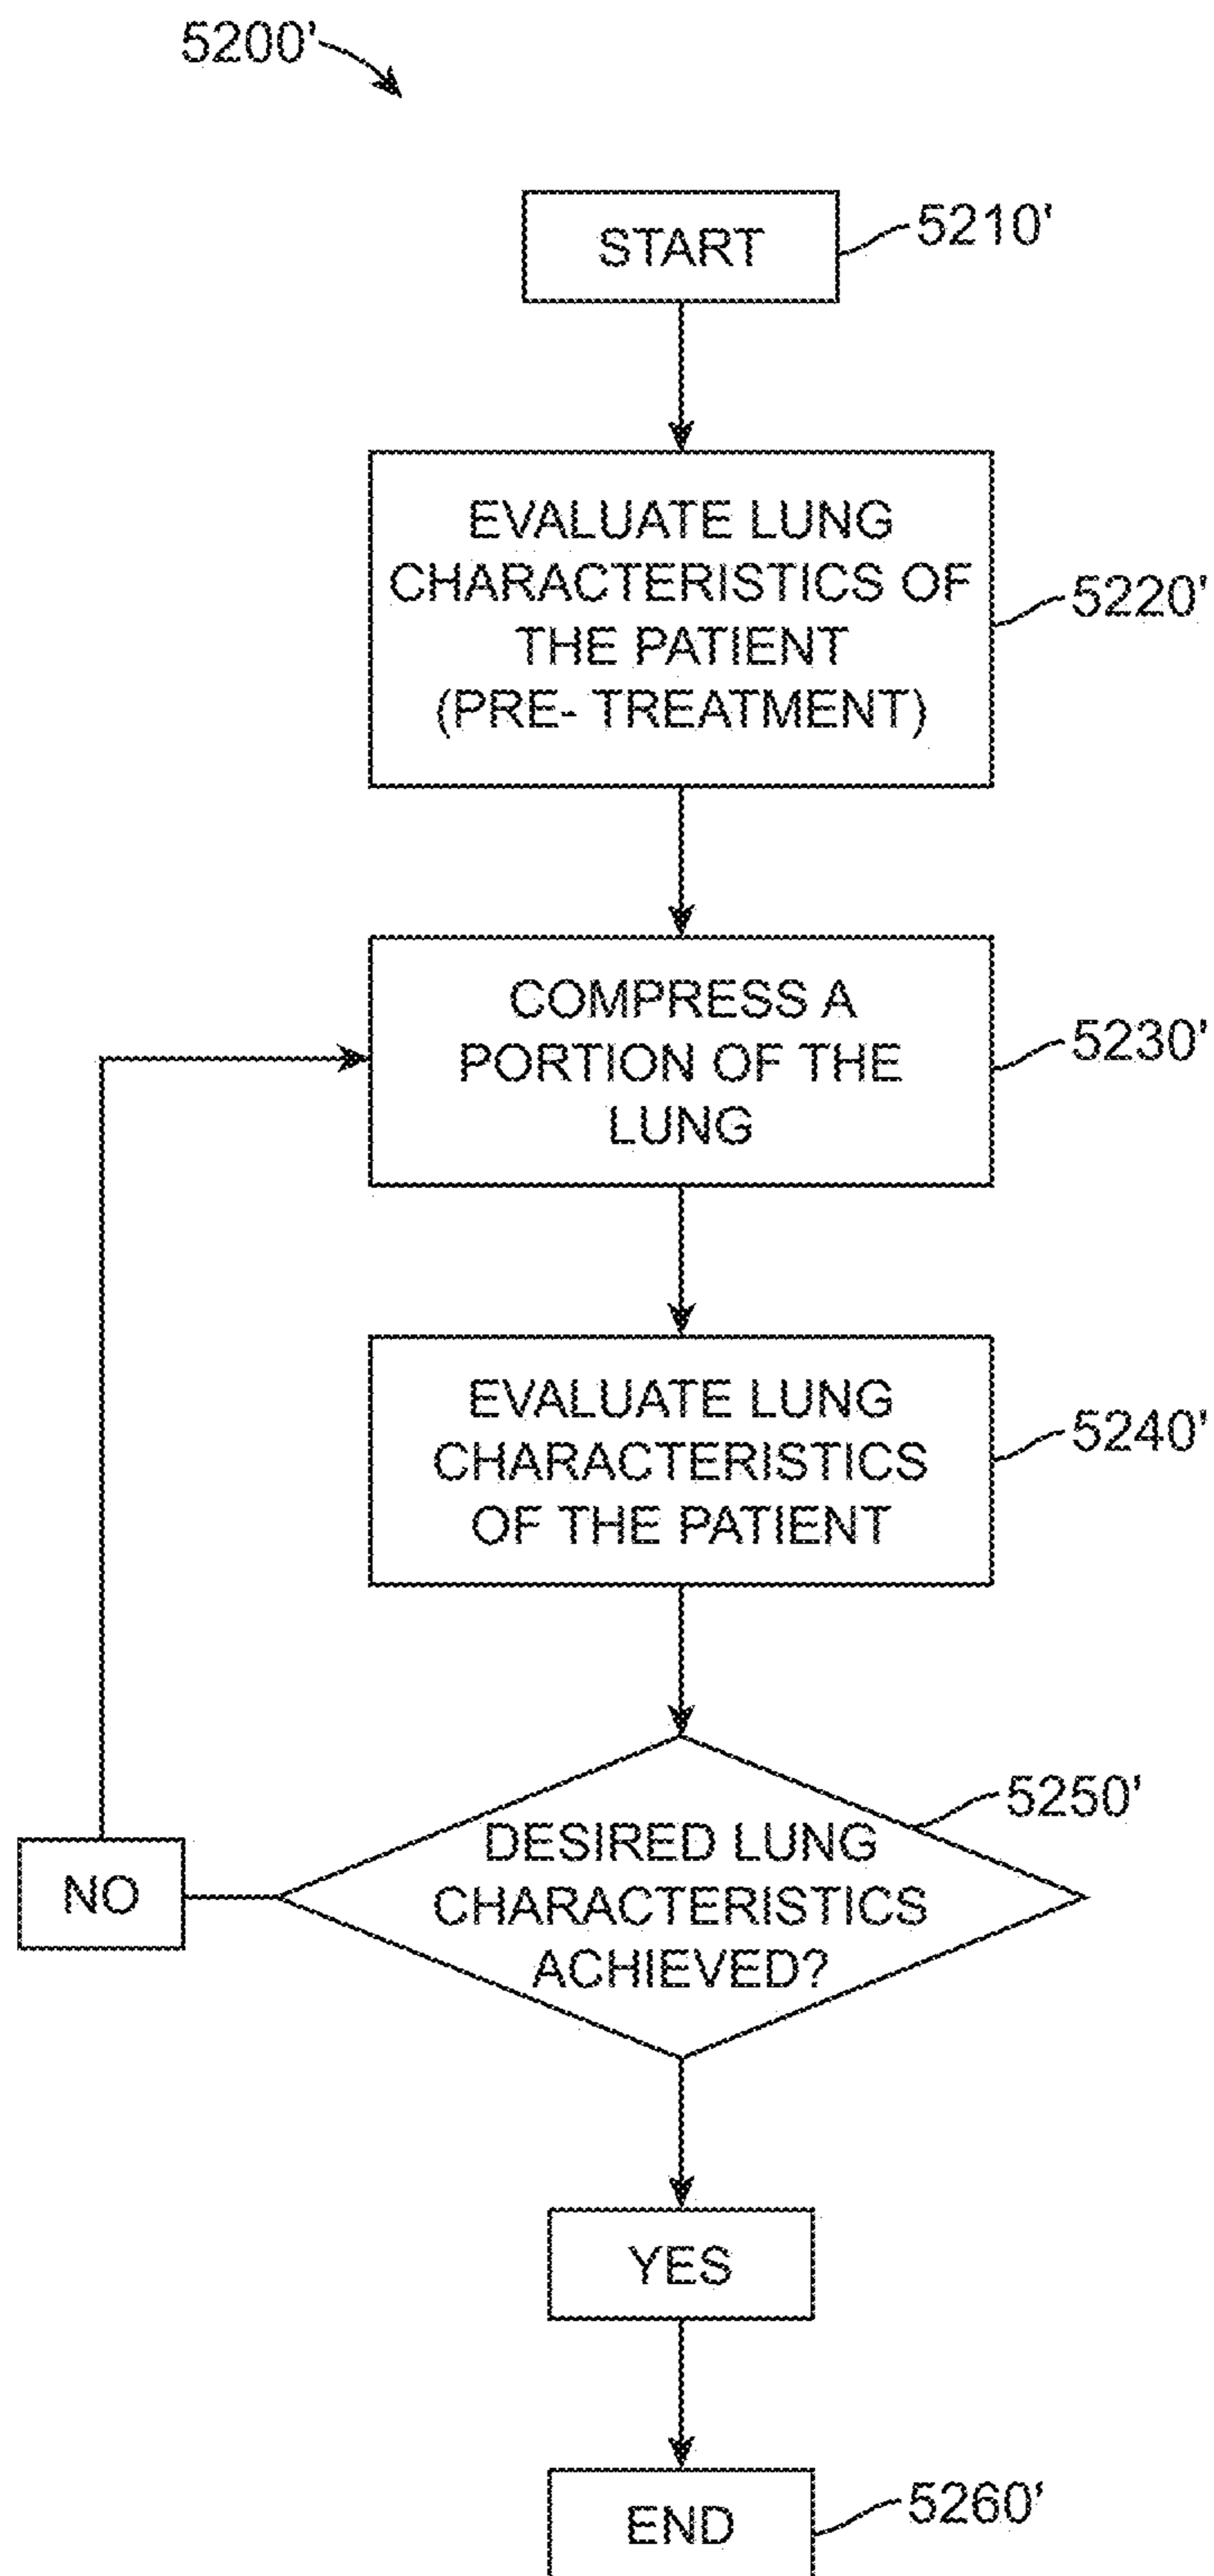 5200'
START
5210'
EVALUATE LUNG
CHARACTERISTICS OF
THE PATIENT
(PRE- TREATMENT)
5220'
COMPRESS A
PORTION OF THE
LUNG
5230'
EVALUATE LUNG
CHARACTERISTICS
OF THE PATIENT
5240'
DESIRED LUNG
CHARACTERISTICS
ACHIEVED?
5250'
NO
YES
END
5260'